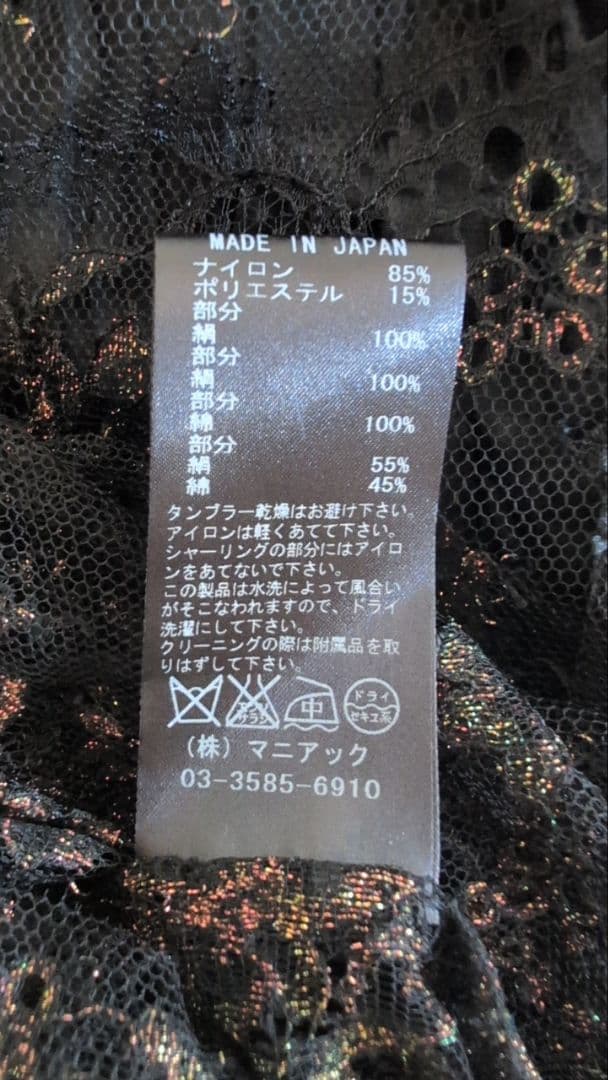 MADE IN JAPAN
ナイロン 85%
ポリエステル 15%
部分
絹 100%
部分
絹 100%
部分
綿 100%
部分
絹 55%
綿 45%
タンブラー乾燥はお避け下さい。
アイロンは軽くあてて下さい。
シャーリングの部分にはアイロ
ンをあてないで下さい。
この製品は水洗によって風合い
がそこなわれますので、ドライ
洗濯にして下さい。
クリーニングの際は附属品を取
りはずして下さい。
エンソ
サラシ
中
ドライ
セキユ系
(株) マニアック
03-3585-6910